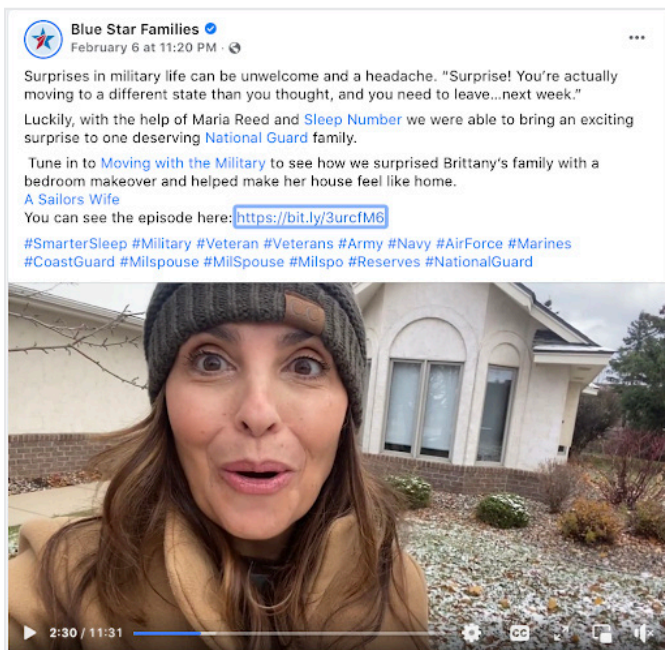 Blue Star Families
February 6 at 11:20 PM ·
Surprises in military life can be unwelcome and a headache. "Surprise! You're actually
moving to a different state than you thought, and you need to leave...next week."
Luckily, with the help of Maria Reed and Sleep Number we were able to bring an exciting
surprise to one deserving National Guard family.
Tune in to Moving with the Military to see how we surprised Brittany's family with a
bedroom makeover and helped make her house feel like home.
A Sailors Wife
You can see the episode here: https://bit.ly/3urcfM6
#SmarterSleep #Military #Veteran #Veterans #Army #Navy #AirForce #Marines
#CoastGuard #Milspouse #MilSpouse #Milspo #Reserves #NationalGuard
2:30 / 11:31
CC